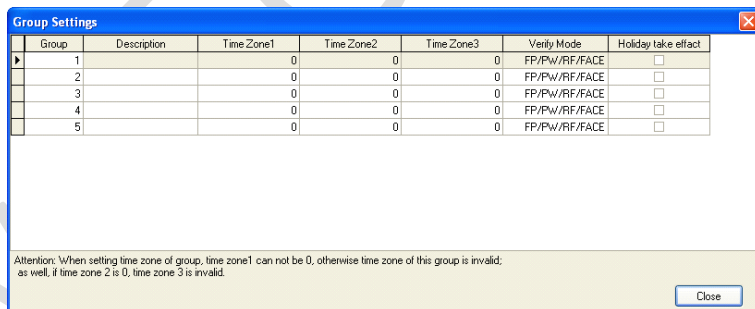 Group Settings
Group Description Time Zone1 Time Zone2 Time Zone3 Verify Mode Holiday take effact
1 0 0 0 FP/PW/RF/FACE
2 0 0 0 FP/PW/RF/FACE
3 0 0 0 FP/PW/RF/FACE
4 0 0 0 FP/PW/RF/FACE
5 0 0 0 FP/PW/RF/FACE
Attention: When setting time zone of group, time zone1 can not be 0, otherwise time zone of this group is invalid;
as well, if time zone 2 is 0, time zone 3 is invalid.
Close